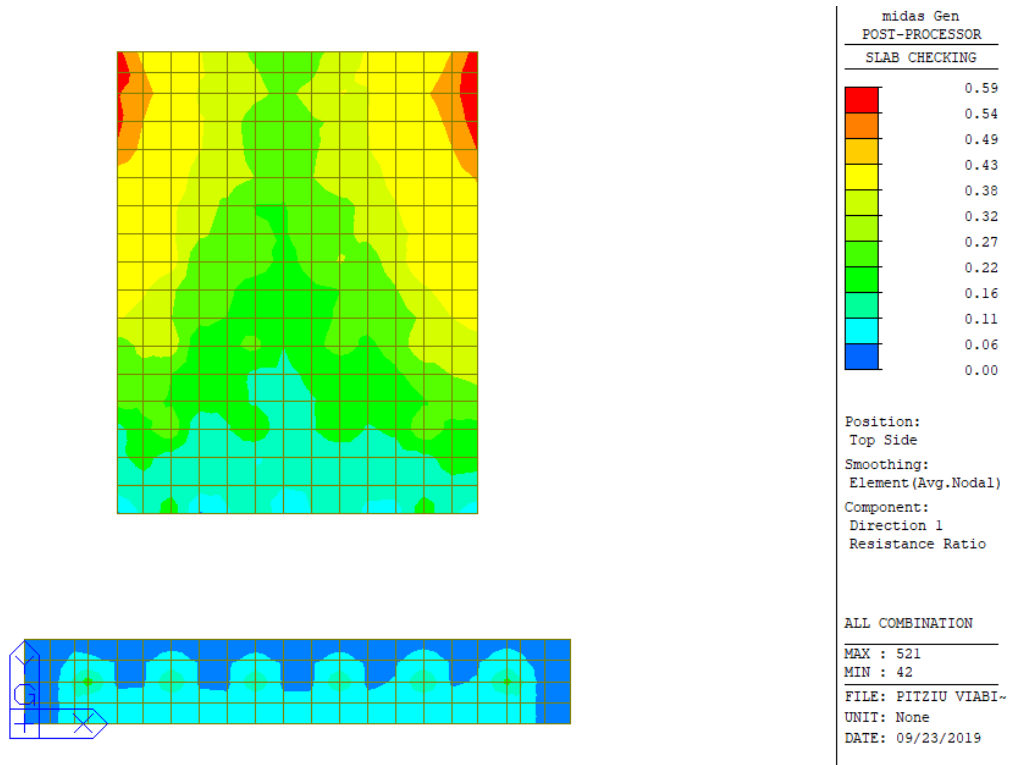 midas Gen
POST-PROCESSOR
SLAB CHECKING
0.59
0.54
0.49
0.43
0.38
0.32
0.27
0.22
0.16
0.11
0.06
0.00
Position:
Top Side
Smoothing:
Element(Avg.Nodal)
Component:
Direction 1
Resistance Ratio
ALL COMBINATION
MAX : 521
MIN : 42
FILE: PITZIU VIABI~
UNIT: None
DATE: 09/23/2019
Y
G
X